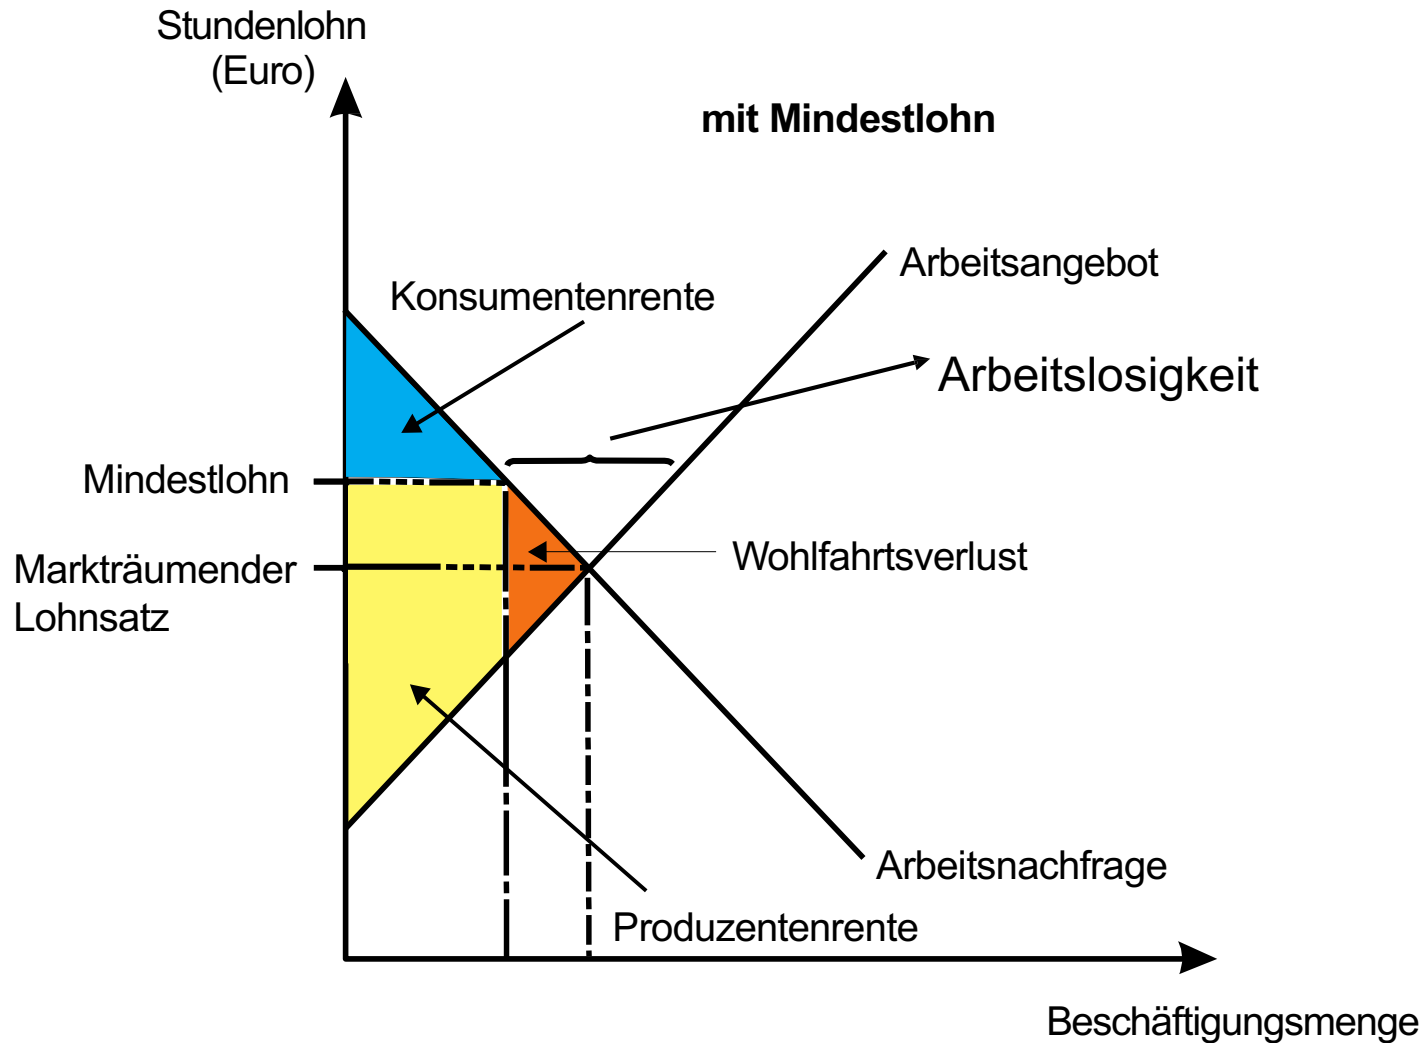 Stundenlohn
(Euro)
mit Mindestlohn
Arbeitsangebot
Konsumentenrente
Arbeitslosigkeit
Mindestlohn
Wohlfahrtsverlust
Markträumender
Lohnsatz
Arbeitsnachfrage
Produzentenrente
Beschäftigungsmenge